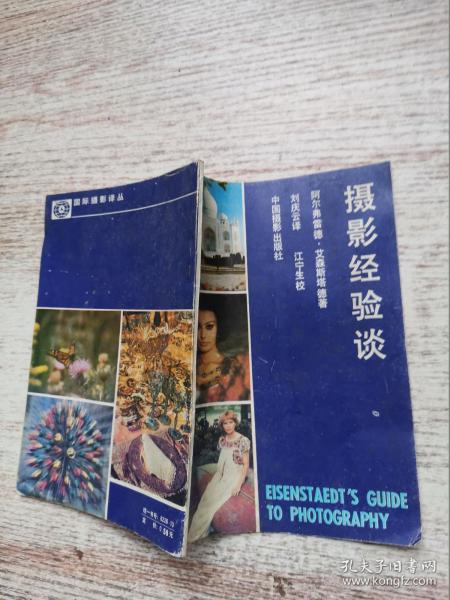 国际摄影译丛
摄影经验谈
阿尔弗雷德·艾森斯塔德著
刘庆云译 江宁生校
中国摄影出版社
EISENSTAEDT'S GUIDE
TO PHOTOGRAPHY
孔夫子旧书网
www.kongfz.com